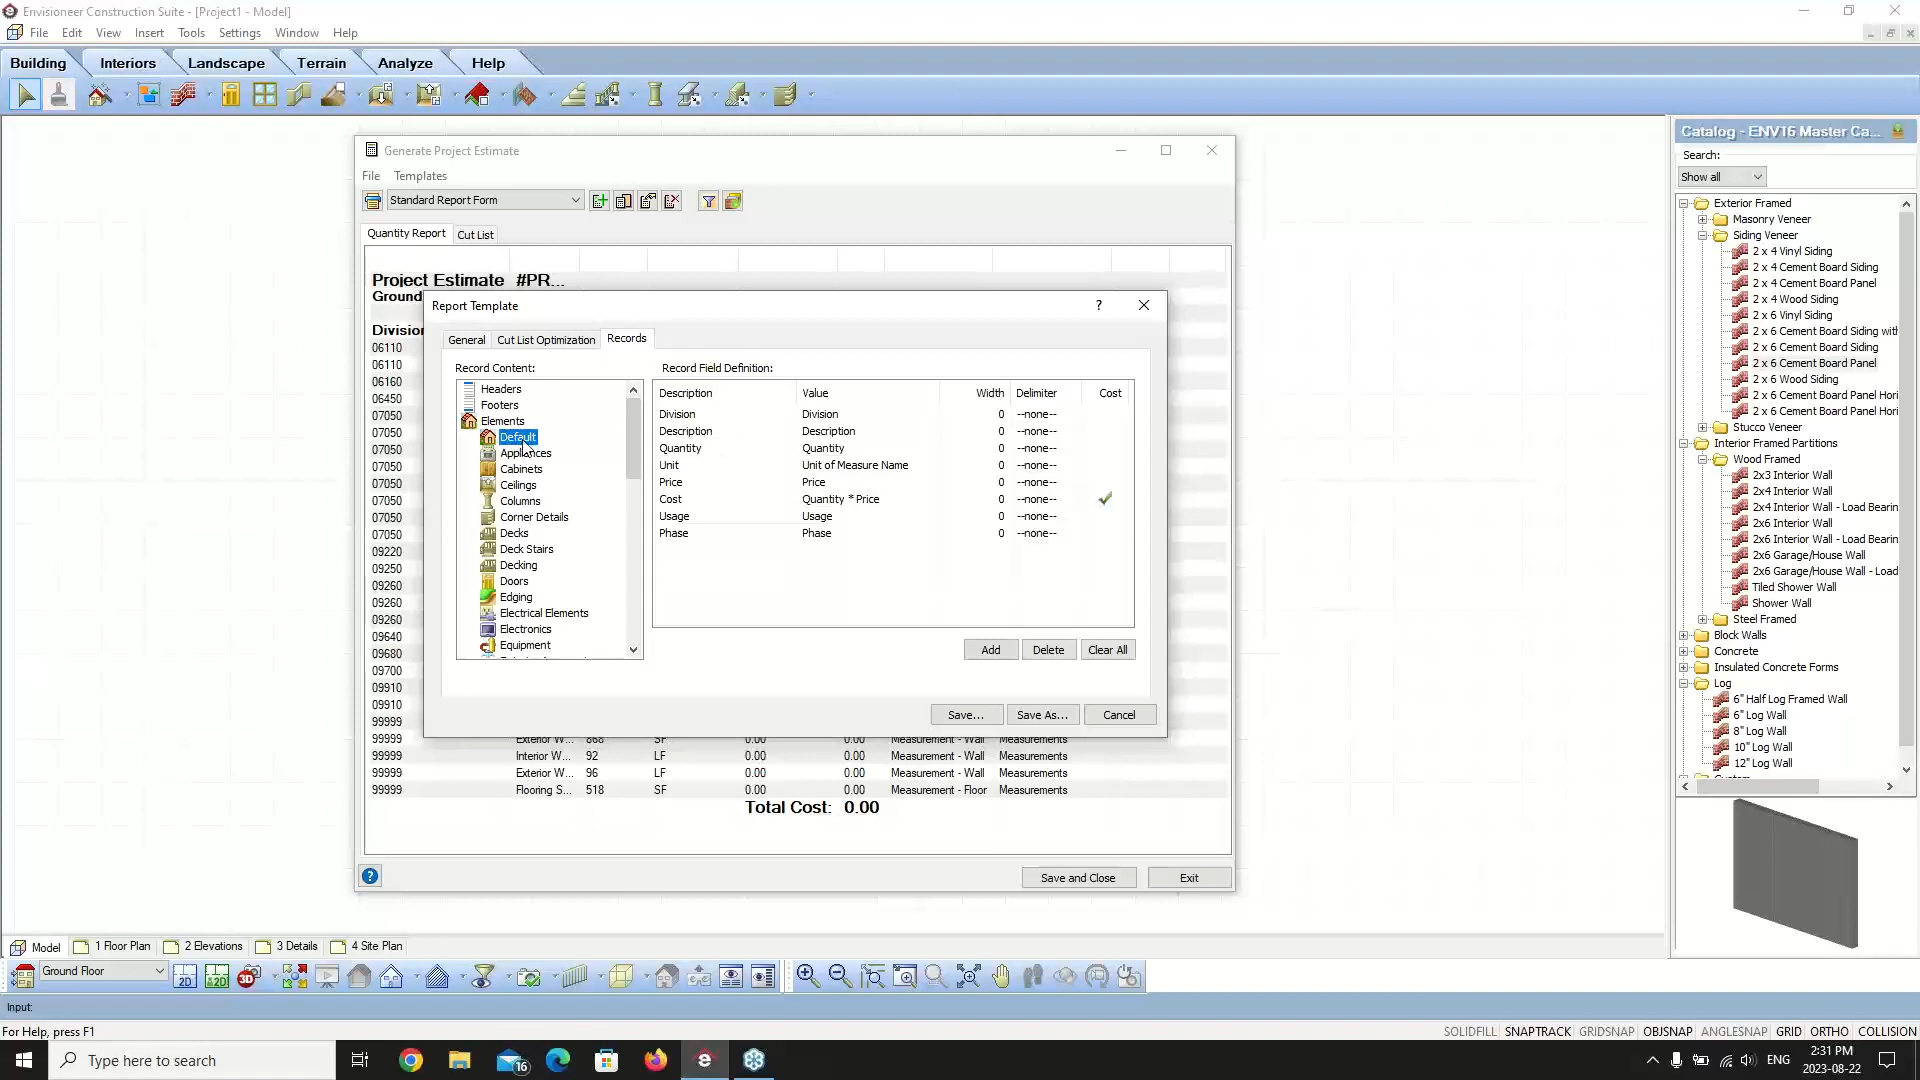 Envisioneer Construction Suite - [Project1 - Model]
File Edit View Insert Tools Settings Window Help
Building Interiors Landscape Terrain Analyze Help
Generate Project Estimate
File Templates
Standard Report Form
Quantity Report Cut List
Project Estimate #PR...
Ground
Division
06110
06110
06160
06450
07050
07050
07050
07050
07050
07050
07050
07050
09220
09250
09260
09260
09260
09640
09680
09700
09910
09910
99999
99999 Exterior W... 868 SF 0.00 0.00 Measurement - Wall Measurements
99999 Interior W... 92 LF 0.00 0.00 Measurement - Wall Measurements
99999 Exterior W... 96 LF 0.00 0.00 Measurement - Wall Measurements
99999 Flooring S... 518 SF 0.00 0.00 Measurement - Floor Measurements
Total Cost: 0.00
Save and Close Exit
Report Template
General Cut List Optimization Records
Record Content:
Headers
Footers
Elements
Default
Appliances
Cabinets
Ceilings
Columns
Corner Details
Decks
Deck Stairs
Decking
Doors
Edging
Electrical Elements
Electronics
Equipment
Record Field Definition:
Description Value Width Delimiter Cost
Division Division 0 --none--
Description Description 0 --none--
Quantity Quantity 0 --none--
Unit Unit of Measure Name 0 --none--
Price Price 0 --none--
Cost Quantity * Price 0 --none--
Usage Usage 0 --none--
Phase Phase 0 --none--
Add Delete Clear All
Save... Save As... Cancel
Catalog - ENV16 Master Ca...
Search:
Show all
Exterior Framed
Masonry Veneer
Siding Veneer
2 x 4 Vinyl Siding
2 x 4 Cement Board Siding
2 x 4 Cement Board Panel
2 x 4 Wood Siding
2 x 6 Vinyl Siding
2 x 6 Cement Board Siding with
2 x 6 Cement Board Siding
2 x 6 Cement Board Panel
2 x 6 Wood Siding
2 x 6 Cement Board Panel Hori
2 x 6 Cement Board Panel Hori
Stucco Veneer
Interior Framed Partitions
Wood Framed
2x3 Interior Wall
2x4 Interior Wall
2x4 Interior Wall - Load Bearin
2x6 Interior Wall
2x6 Interior Wall - Load Bearin
2x6 Garage/House Wall
2x6 Garage/House Wall - Load
Tiled Shower Wall
Shower Wall
Steel Framed
Block Walls
Concrete
Insulated Concrete Forms
Log
6" Half Log Framed Wall
6" Log Wall
8" Log Wall
10" Log Wall
12" Log Wall
Model 1 Floor Plan 2 Elevations 3 Details 4 Site Plan
Ground Floor 2D 2D 3D
Input:
For Help, press F1
SOLIDFILL SNAPTRACK GRIDSNAP OBJSNAP ANGLESNAP GRID ORTHO COLLISION
Type here to search
16
ENG
2:31 PM
2023-08-22